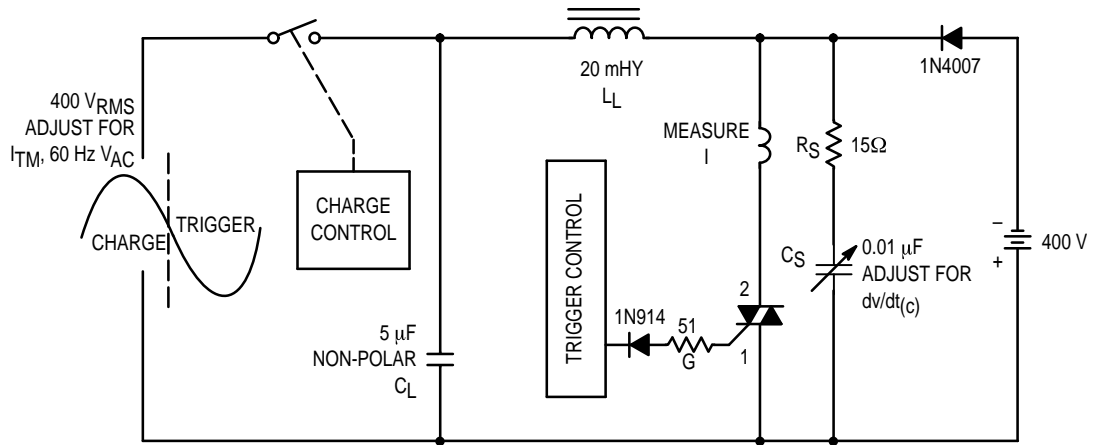 400 V_RMS
ADJUST FOR
I_TM, 60 Hz V_AC
TRIGGER
CHARGE
CHARGE
CONTROL
5 μF
NON-POLAR
C_L
20 mHY
L_L
TRIGGER CONTROL
1N914
51
G
MEASURE
I
2
1
R_S
15Ω
C_S
0.01 μF
ADJUST FOR
dv/dt(c)
1N4007
–
+
400 V